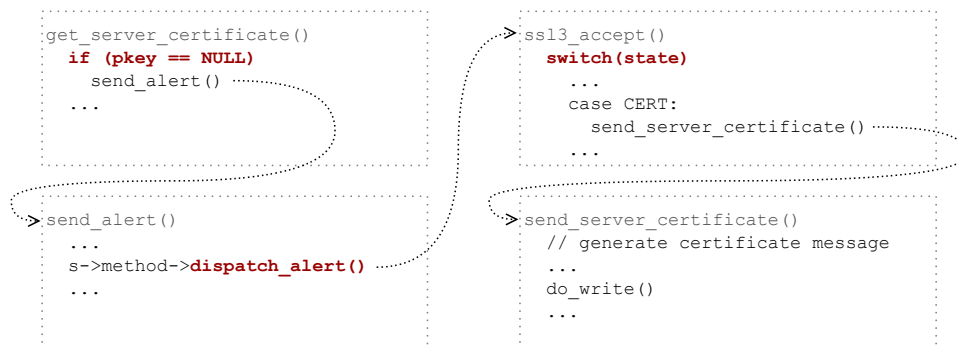 get_server_certificate()
if (pkey == NULL)
send_alert()
...
send_alert()
...
s->method->dispatch_alert()
...
ssl3_accept()
switch(state)
...
case CERT:
send_server_certificate()
...
send_server_certificate()
// generate certificate message
...
do_write()
...